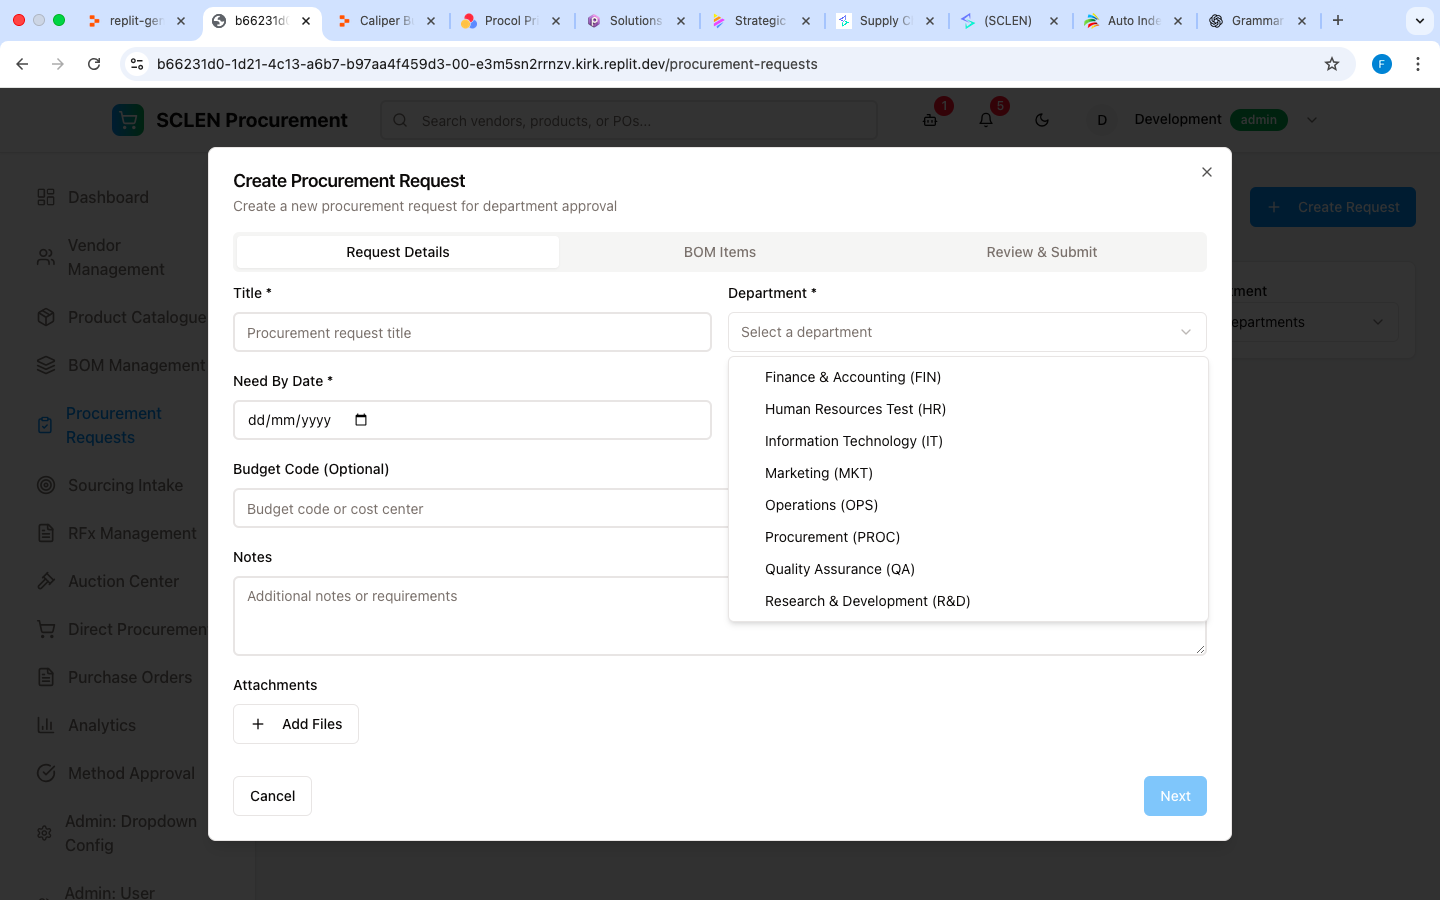 replit-gen
b66231d0
Caliper Bu
Procol Pri
Solutions
Strategic
Supply Ch
(SCLEN)
Auto Inde
Grammar
b66231d0-1d21-4c13-a6b7-b97aa4f459d3-00-e3m5sn2rrnzv.kirk.replit.dev/procurement-requests
F
SCLEN Procurement
Search vendors, products, or POs...
1
5
D
Development
admin
Dashboard
Vendor
Management
Product Catalogue
BOM Management
Procurement
Requests
Sourcing Intake
RFx Management
Auction Center
Direct Procuremen
Purchase Orders
Analytics
Method Approval
Admin: Dropdown
Config
Admin: User
Create Request
ment
epartments
Create Procurement Request
Create a new procurement request for department approval
Request Details
BOM Items
Review & Submit
Title *
Procurement request title
Department *
Select a department
Finance & Accounting (FIN)
Human Resources Test (HR)
Information Technology (IT)
Marketing (MKT)
Operations (OPS)
Procurement (PROC)
Quality Assurance (QA)
Research & Development (R&D)
Need By Date *
dd/mm/yyyy
Budget Code (Optional)
Budget code or cost center
Notes
Additional notes or requirements
Attachments
Add Files
Cancel
Next